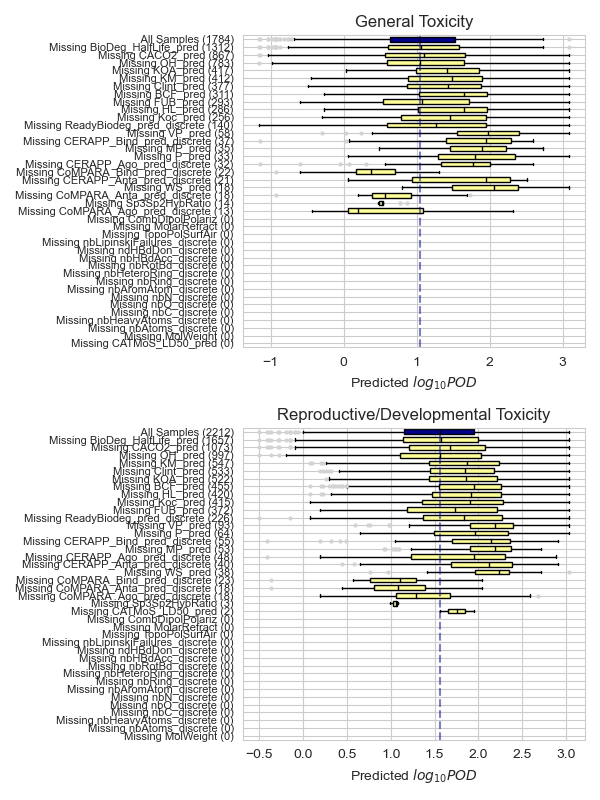 General Toxicity
All Samples (1784)
Missing BioDeg_HalfLife_pred (1312)
Missing CACO2_pred (867)
Missing OH_pred (783)
Missing KOA_pred (417)
Missing KM_pred (412)
Missing Clint_pred (377)
Missing BCF_pred (311)
Missing FUB_pred (293)
Missing HL_pred (286)
Missing Koc_pred (256)
Missing ReadyBiodeg_pred_discrete (140)
Missing VP_pred (58)
Missing CERAPP_Bind_pred_discrete (37)
Missing MP_pred (35)
Missing P_pred (33)
Missing CERAPP_Ago_pred_discrete (32)
Missing CoMPARA_Bind_pred_discrete (22)
Missing CERAPP_Anta_pred_discrete (21)
Missing WS_pred (18)
Missing CoMPARA_Anta_pred_discrete (18)
Missing Sp3Sp2HybRatio (14)
Missing CoMPARA_Ago_pred_discrete (13)
Missing CombDipolPolariz (0)
Missing MolarRefract (0)
Missing TopoPolSurfAir (0)
Missing nbLipinskiFailures_discrete (0)
Missing ndHBdDon_discrete (0)
Missing nbHBdAcc_discrete (0)
Missing nbRotBd_discrete (0)
Missing nbHeteroRing_discrete (0)
Missing nbRing_discrete (0)
Missing nbAromAtom_discrete (0)
Missing nbN_discrete (0)
Missing nbO_discrete (0)
Missing nbC_discrete (0)
Missing nbHeavyAtoms_discrete (0)
Missing nbAtoms_discrete (0)
Missing MolWeight (0)
Missing CATMoS_LD50_pred (0)
−1 0 1 2 3
Predicted log10POD
Reproductive/Developmental Toxicity
All Samples (2212)
Missing BioDeg_HalfLife_pred (1657)
Missing CACO2_pred (1073)
Missing OH_pred (997)
Missing KM_pred (547)
Missing Clint_pred (533)
Missing KOA_pred (522)
Missing BCF_pred (455)
Missing HL_pred (420)
Missing Koc_pred (415)
Missing FUB_pred (372)
Missing ReadyBiodeg_pred_discrete (226)
Missing VP_pred (93)
Missing P_pred (64)
Missing CERAPP_Bind_pred_discrete (55)
Missing MP_pred (53)
Missing CERAPP_Ago_pred_discrete (48)
Missing CERAPP_Anta_pred_discrete (40)
Missing WS_pred (38)
Missing CoMPARA_Bind_pred_discrete (23)
Missing CoMPARA_Anta_pred_discrete (18)
Missing CoMPARA_Ago_pred_discrete (18)
Missing Sp3Sp2HybRatio (3)
Missing CATMoS_LD50_pred (2)
Missing CombDipolPolariz (0)
Missing MolarRefract (0)
Missing TopoPolSurfAir (0)
Missing nbLipinskiFailures_discrete (0)
Missing ndHBdDon_discrete (0)
Missing nbHBdAcc_discrete (0)
Missing nbRotBd_discrete (0)
Missing nbHeteroRing_discrete (0)
Missing nbRing_discrete (0)
Missing nbAromAtom_discrete (0)
Missing nbN_discrete (0)
Missing nbO_discrete (0)
Missing nbC_discrete (0)
Missing nbHeavyAtoms_discrete (0)
Missing nbAtoms_discrete (0)
Missing MolWeight (0)
−0.5 0.0 0.5 1.0 1.5 2.0 2.5 3.0
Predicted log10POD